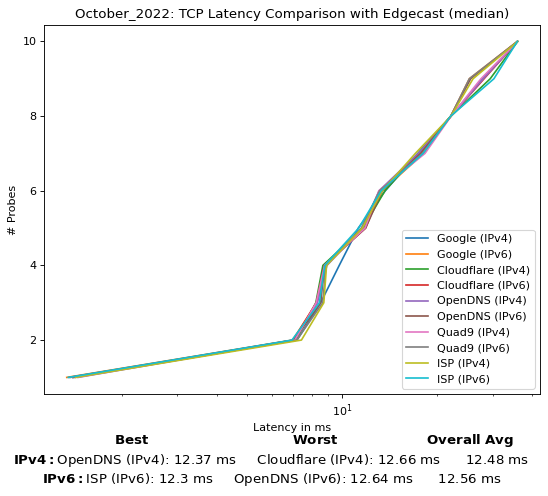 October_2022: TCP Latency Comparison with Edgecast (median)
10
8
6
4
2
# Probes
10¹
Latency in ms
Google (IPv4)
Google (IPv6)
Cloudflare (IPv4)
Cloudflare (IPv6)
OpenDNS (IPv4)
OpenDNS (IPv6)
Quad9 (IPv4)
Quad9 (IPv6)
ISP (IPv4)
ISP (IPv6)
Best Worst Overall Avg
IPv4: OpenDNS (IPv4): 12.37 ms Cloudflare (IPv4): 12.66 ms 12.48 ms
IPv6: ISP (IPv6): 12.3 ms OpenDNS (IPv6): 12.64 ms 12.56 ms